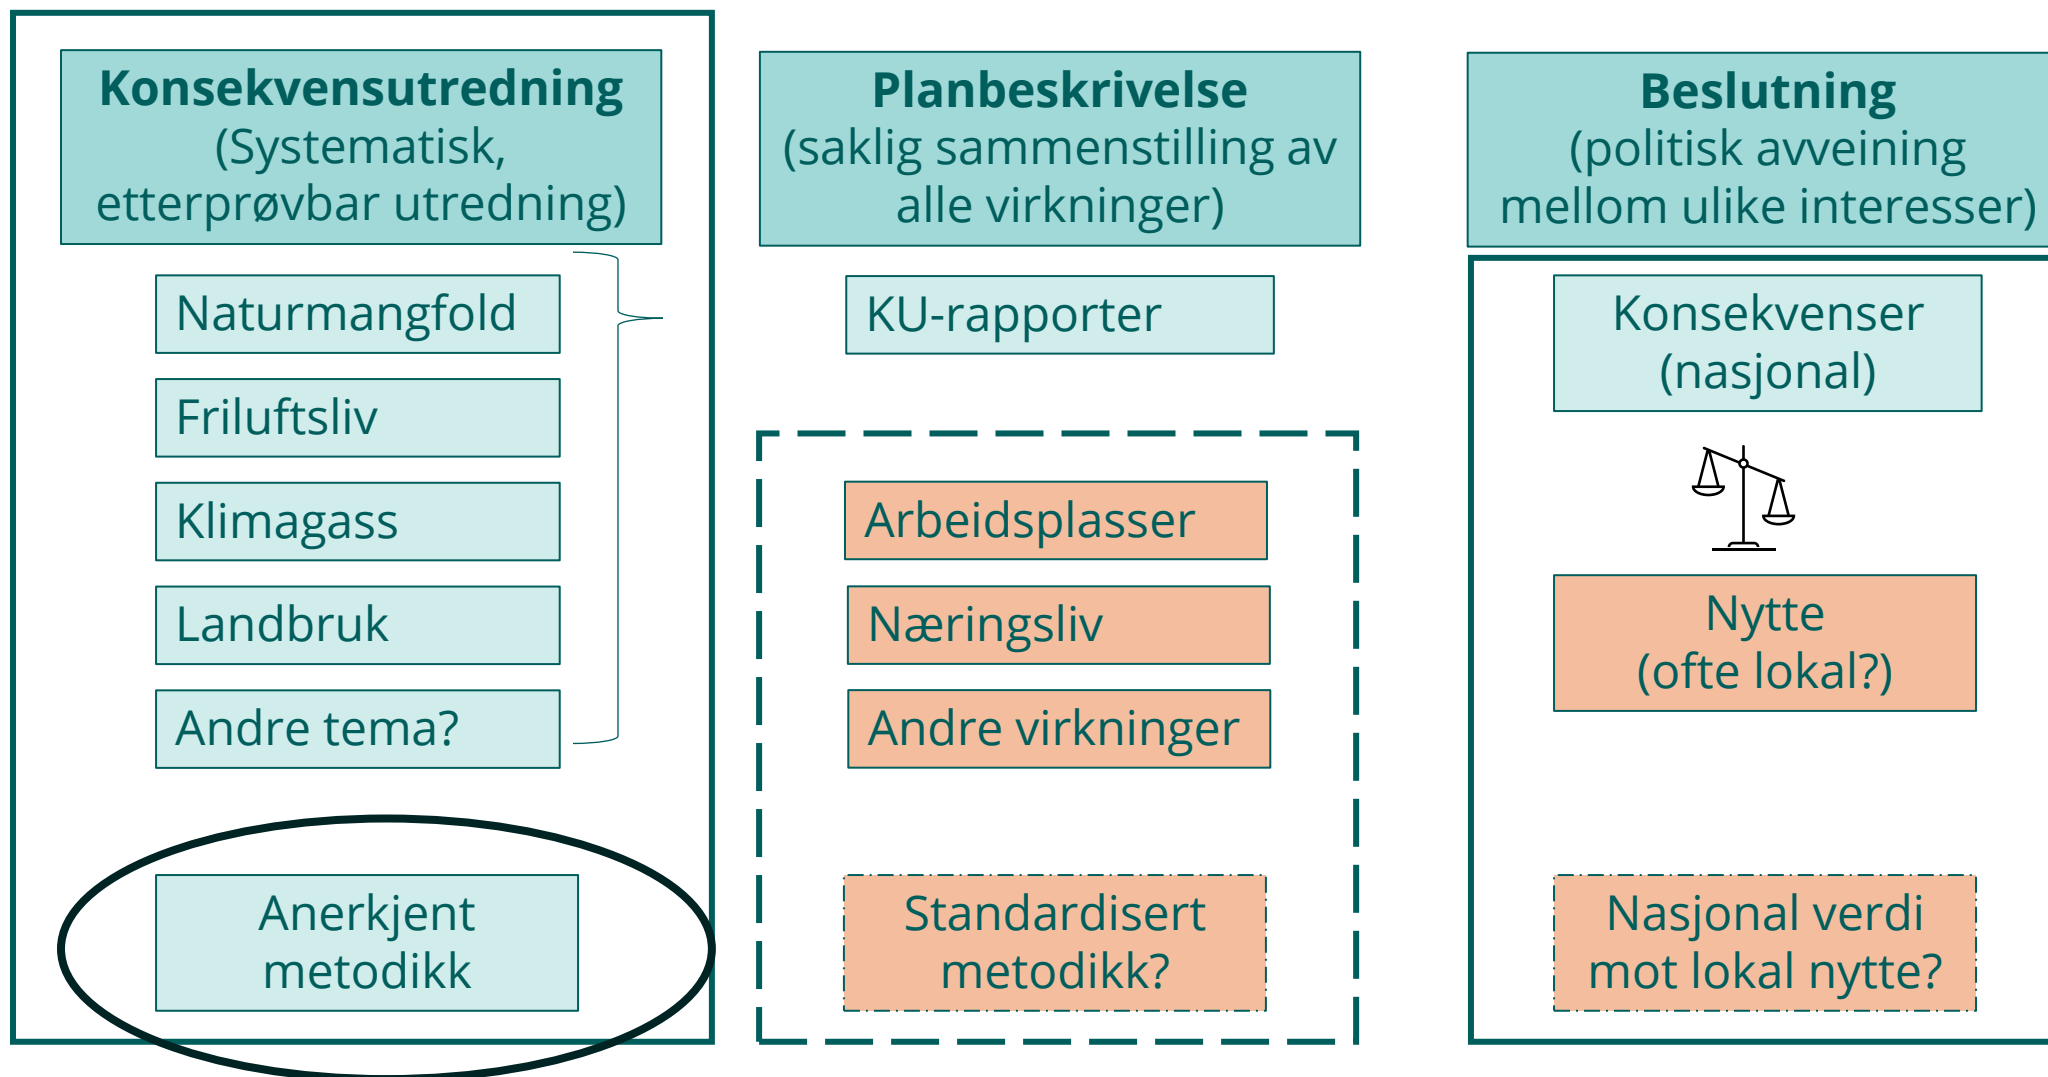 Konsekvensutredning
(Systematisk,
etterprøvbar utredning)
Naturmangfold
Friluftsliv
Klimagass
Landbruk
Andre tema?
Anerkjent
metodikk
Planbeskrivelse
(saklig sammenstilling av
alle virkninger)
KU-rapporter
Arbeidsplasser
Næringsliv
Andre virkninger
Standardisert
metodikk?
Beslutning
(politisk avveining
mellom ulike interesser)
Konsekvenser
(nasjonal)
Nytte
(ofte lokal?)
Nasjonal verdi
mot lokal nytte?